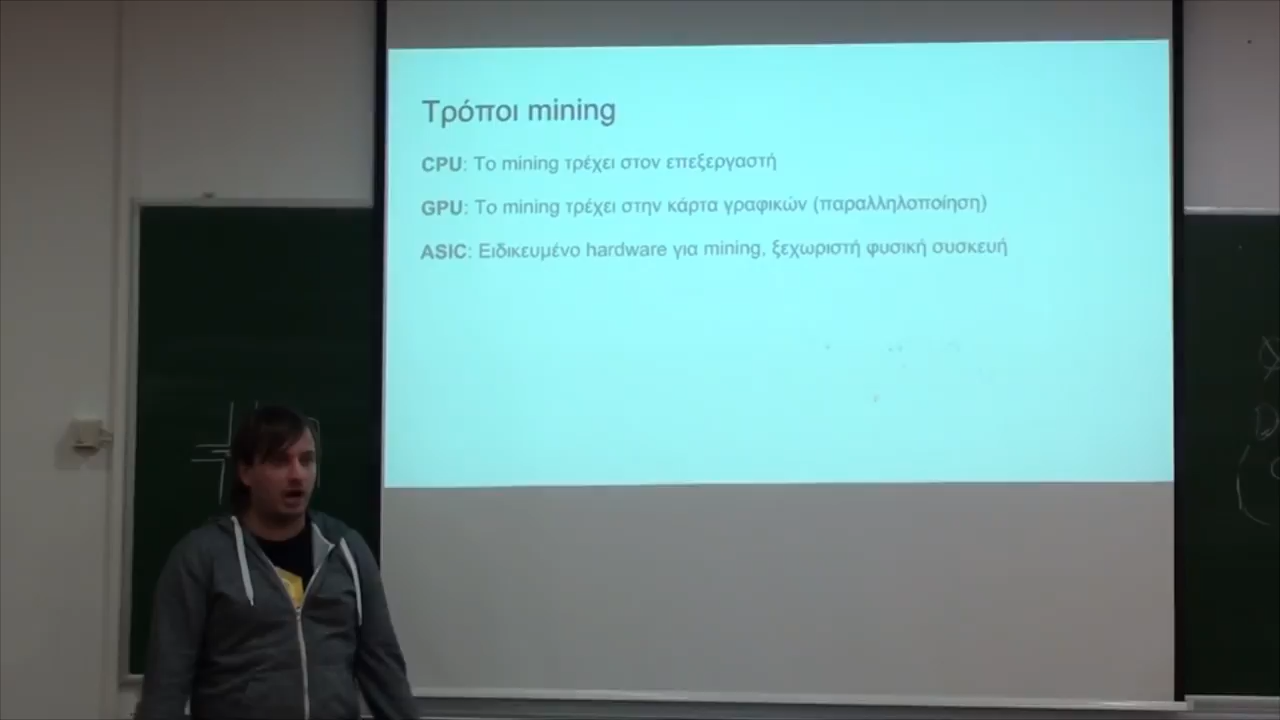 Τρόποι mining
CPU: Το mining τρέχει στον επεξεργαστή
GPU: Το mining τρέχει στην κάρτα γραφικών (παραλληλοποίηση)
ASIC: Ειδικευμένο hardware για mining, ξεχωριστή φυσική συσκευή